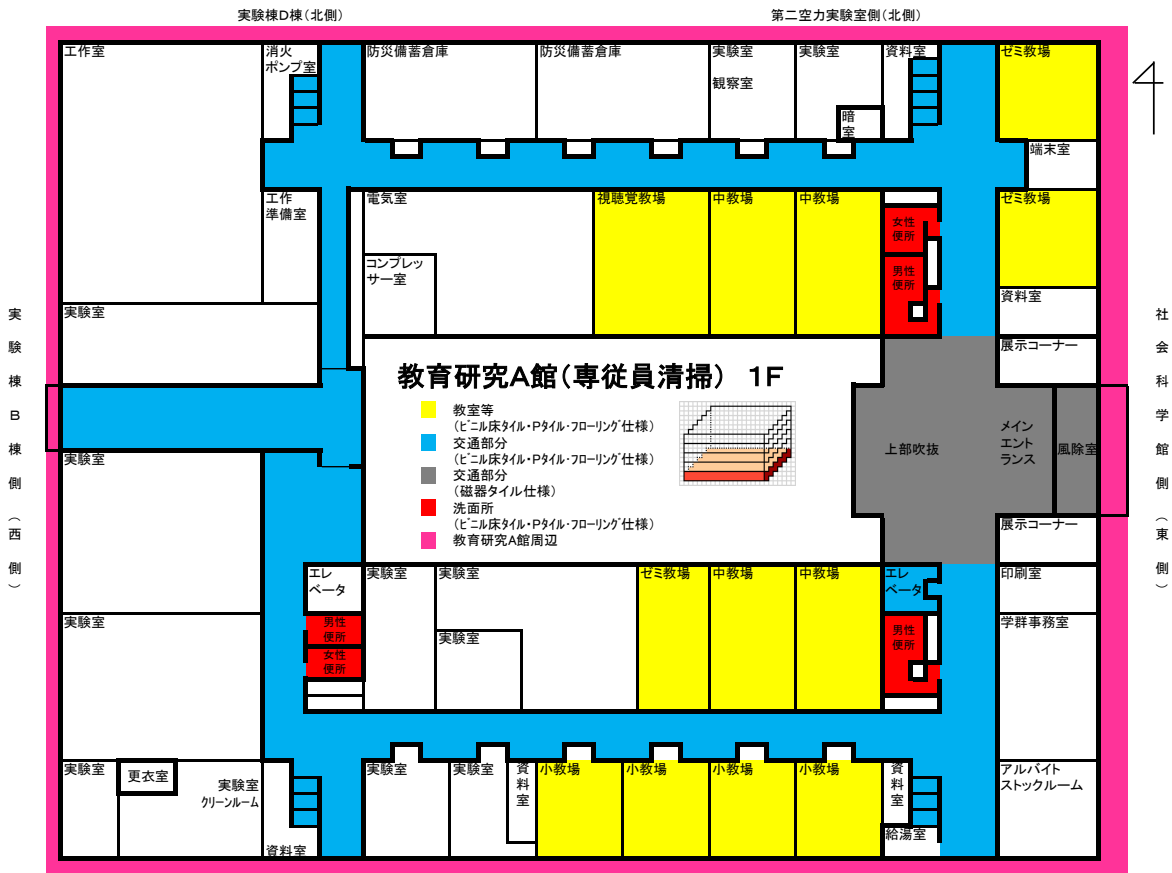 実験棟D棟(北側)
第二空力実験室側(北側)
工作室
消火
ポンプ室
防災備蓄倉庫
防災備蓄倉庫
実験室
観察室
実験室
資料室
ゼミ教場
暗
室
端末室
工作
準備室
電気室
視聴覚教場
中教場
中教場
女性
便所
ゼミ教場
コンプレッ
サー室
男性
便所
資料室
実験室
展示コーナー
実験棟B棟側(西側)
社会科学館側(東側)
教育研究A館(専従員清掃) 1F
教室等
(ビニル床タイル・Pタイル・フローリング仕様)
交通部分
(ビニル床タイル・Pタイル・フローリング仕様)
交通部分
(磁器タイル仕様)
洗面所
(ビニル床タイル・Pタイル・フローリング仕様)
教育研究A館周辺
上部吹抜
メイン
エント
ランス
風除室
実験室
展示コーナー
エレ
ベータ
実験室
実験室
ゼミ教場
中教場
中教場
エレ
ベータ
印刷室
実験室
男性
便所
女性
便所
実験室
男性
便所
学群事務室
実験室
更衣室
実験室
クリーンルーム
資料室
実験室
実験室
資
料
室
小教場
小教場
小教場
小教場
資
料
室
給湯室
アルバイト
ストックルーム